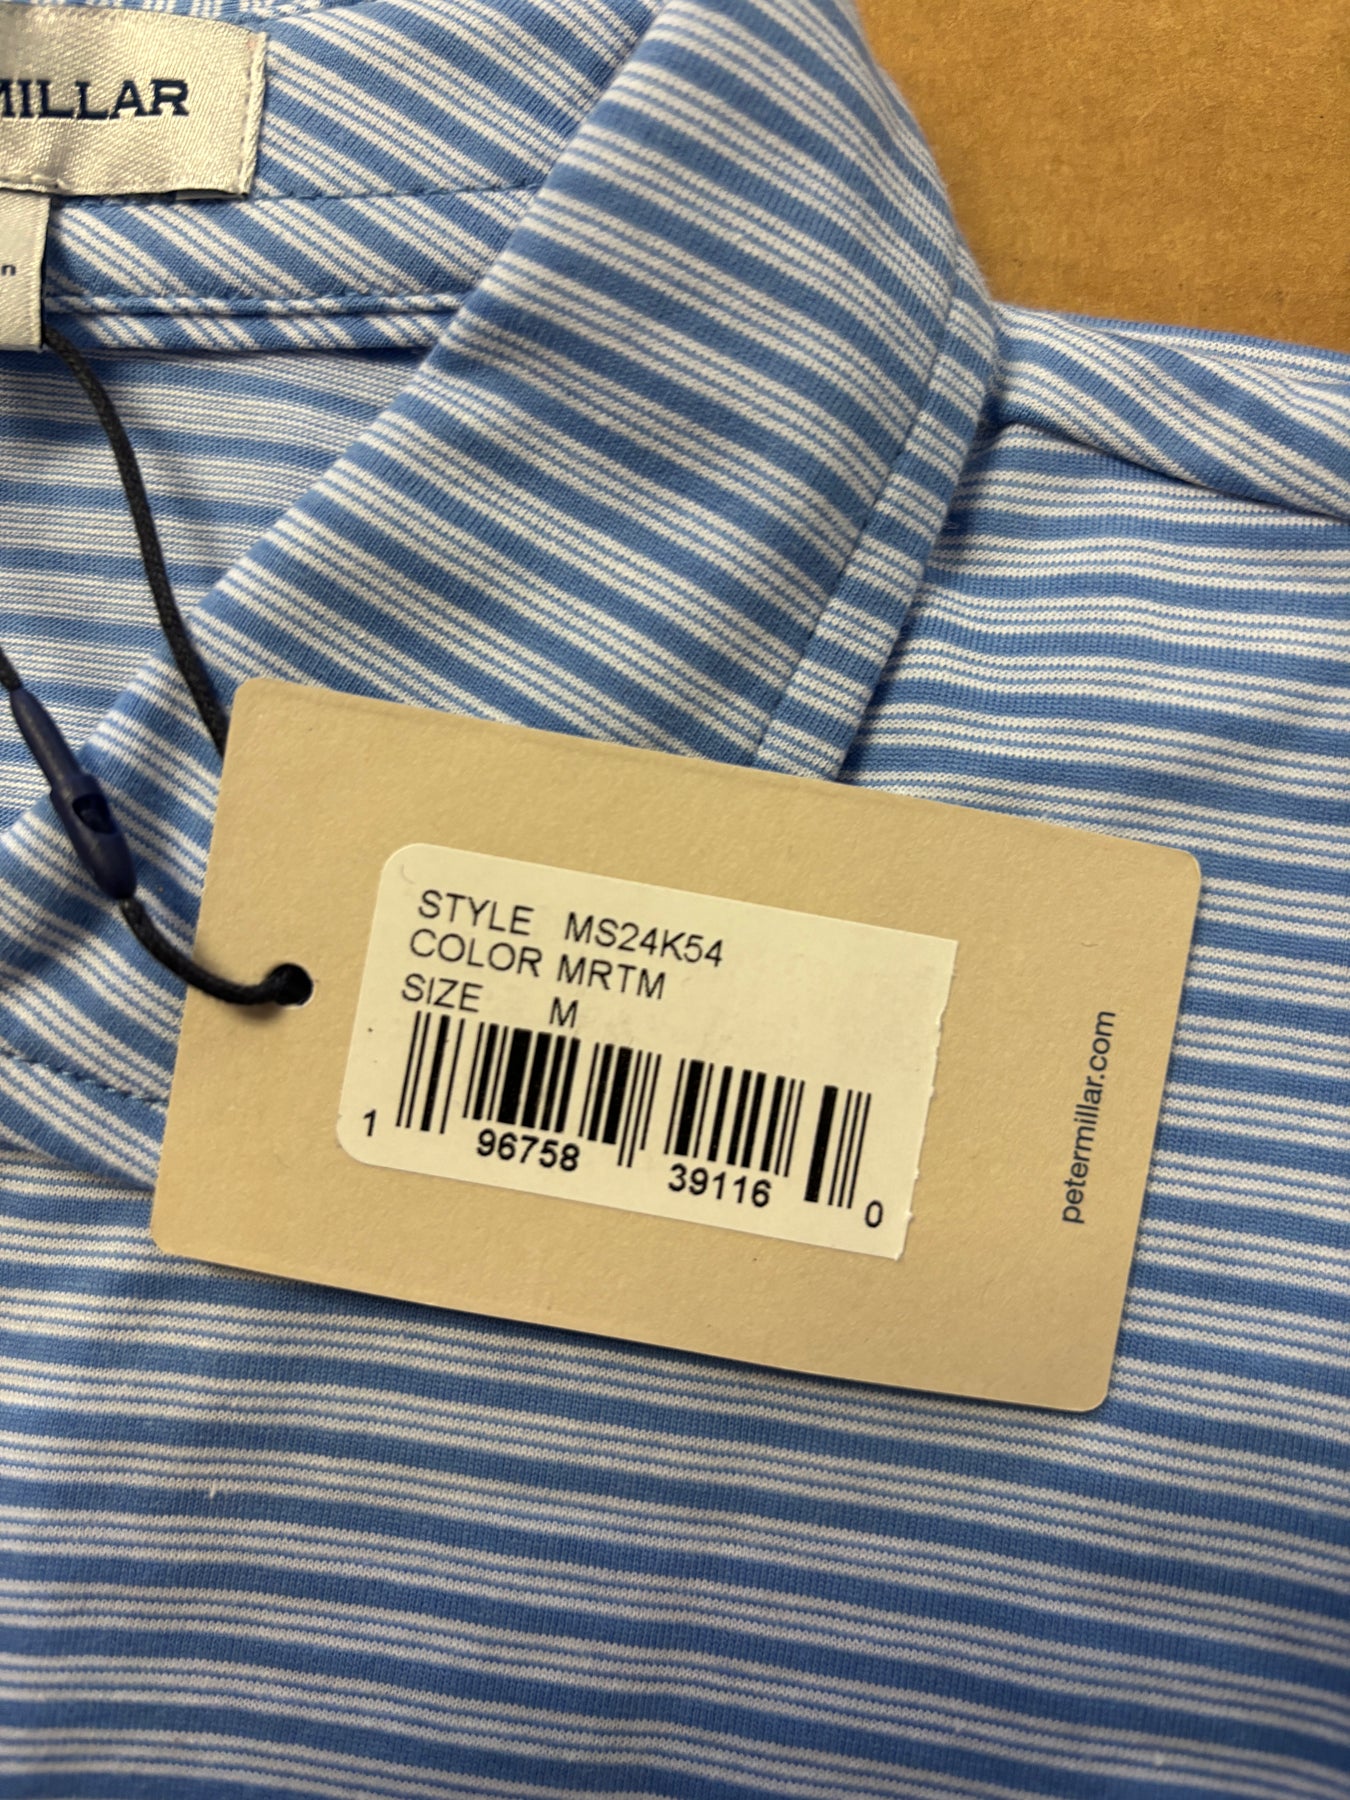 MILLAR
n
STYLE MS24K54
COLOR MRTM
SIZE M
1 96758 39116 0
petermillar.com